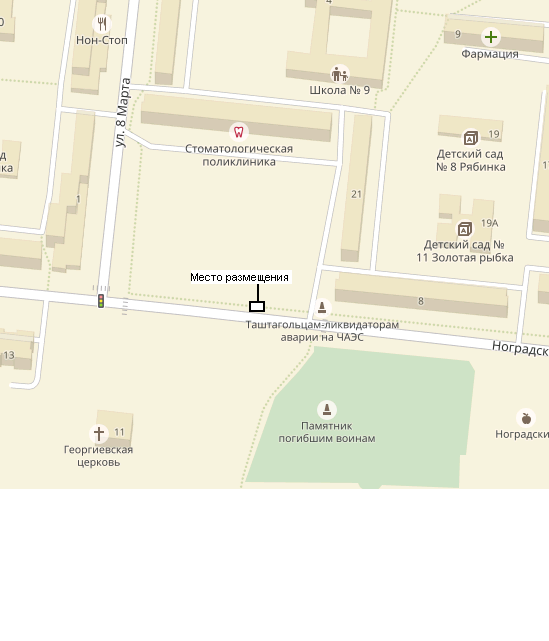 4
Нон-Стоп
9
Фармация
ул. 8 Марта
Школа № 9
Стоматологическая
поликлиника
19
Детский сад
№ 8 Рябинка
д
ка
1
21
19А
Детский сад №
11 Золотая рыбка
Место размещения
8
Таштагольцам-ликвидаторам
аварии на ЧАЭС
Ноградск
13
Памятник
погибшим воинам
11
Георгиевская
церковь
Ноградски